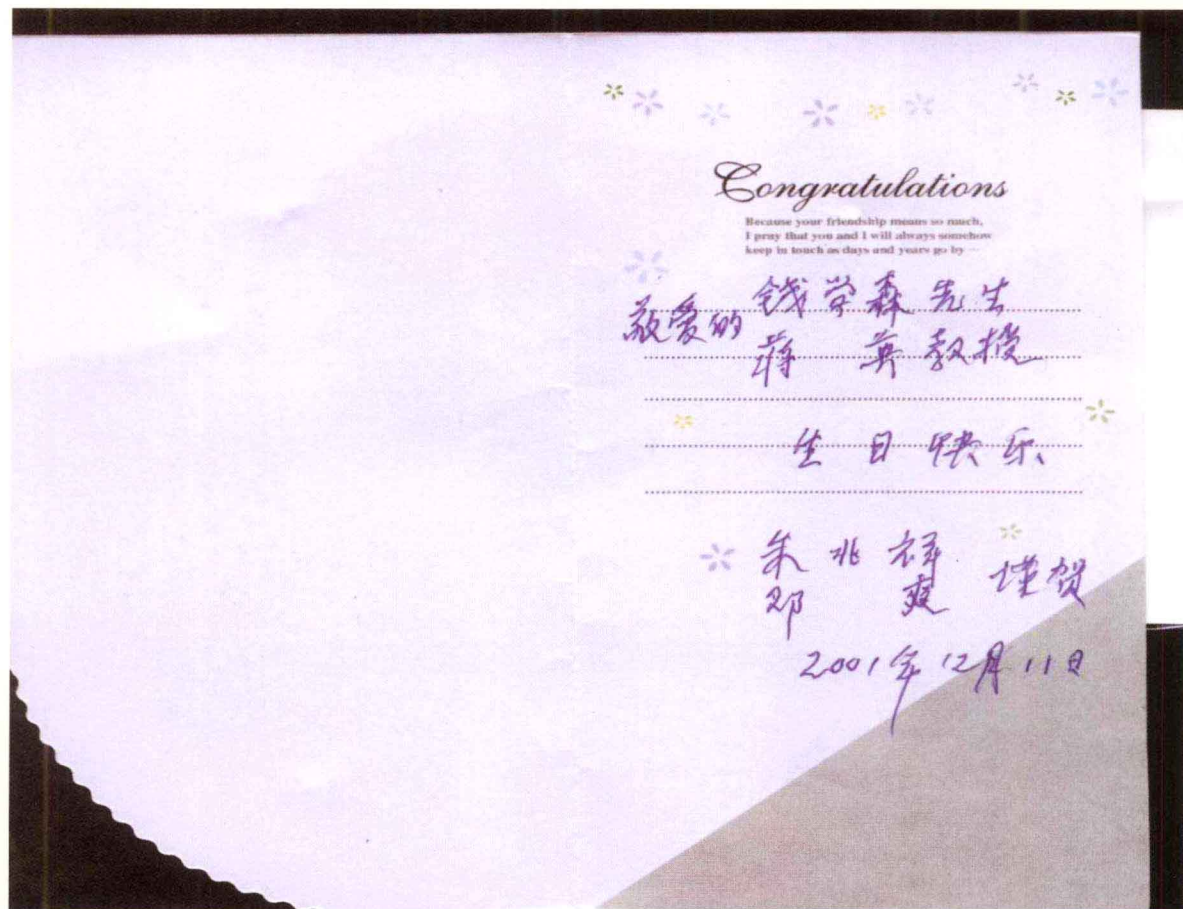 Congratulations
Because your friendship means so much,
I pray that you and I will always somehow
keep in touch as days and years go by —
敬爱的 钱学森先生
蒋英教授
生日快乐
朱兆祥
邓爽 谨贺
2001年12月11日